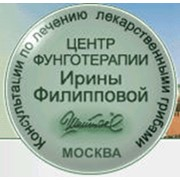 Консультации по лечению лекарственными грибами
ЦЕНТР
ФУНГОТЕРАПИИ
Ирины
Филипповой
МОСКВА